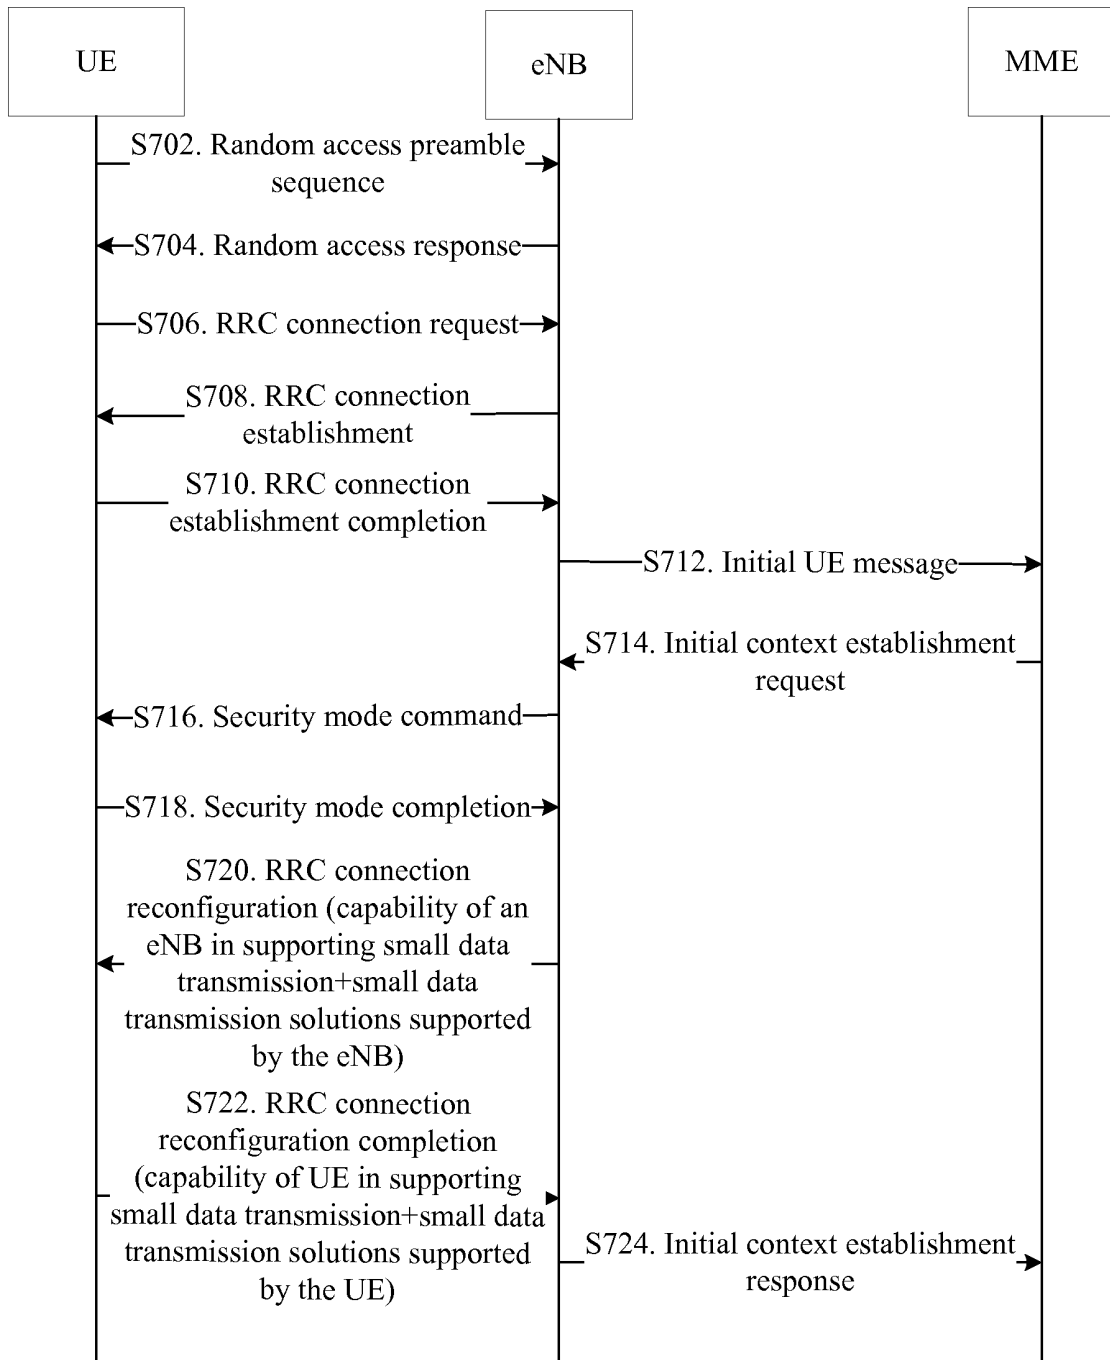 UE
eNB
MME
S702. Random access preamble
sequence
S704. Random access response
S706. RRC connection request
S708. RRC connection
establishment
S710. RRC connection
establishment completion
S712. Initial UE message
S714. Initial context establishment
request
S716. Security mode command
S718. Security mode completion
S720. RRC connection
reconfiguration (capability of an
eNB in supporting small data
transmission+small data
transmission solutions supported
by the eNB)
S722. RRC connection
reconfiguration completion
(capability of UE in supporting
small data transmission+small data
transmission solutions supported
by the UE)
S724. Initial context establishment
response